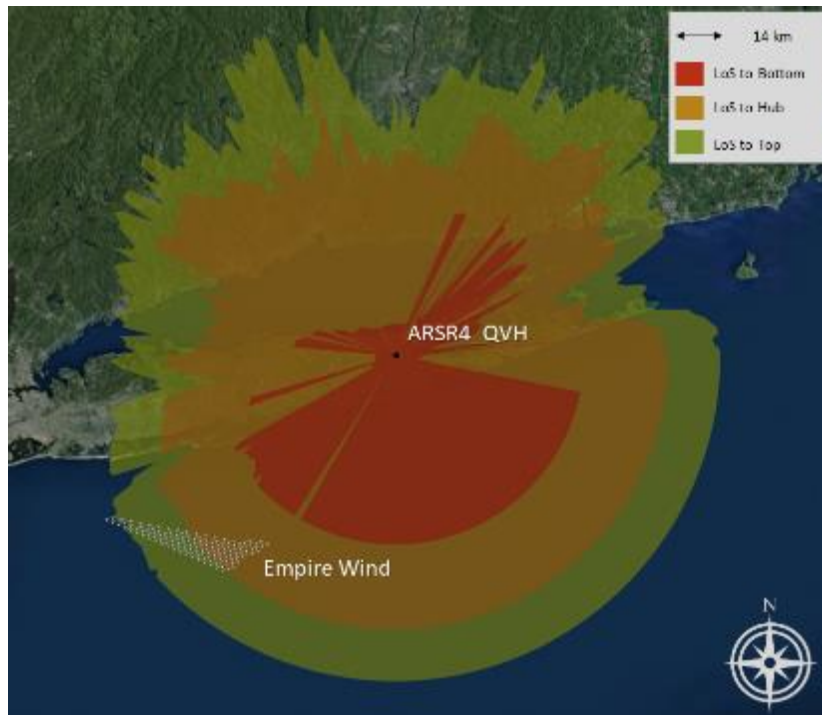 14 km
LoS to Bottom
LoS to Hub
LoS to Top
ARSR4 QVH
Empire Wind
N